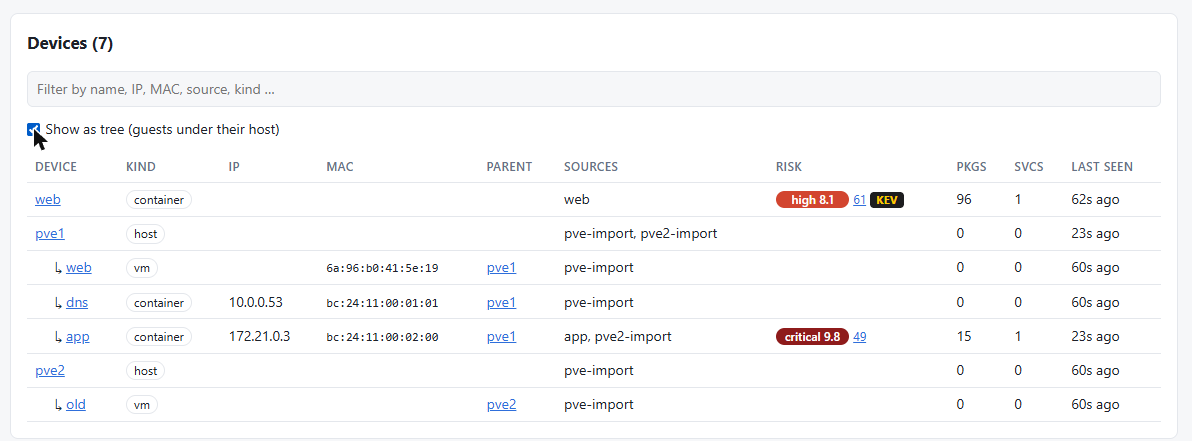 Devices (7)
Filter by name, IP, MAC, source, kind ...
Show as tree (guests under their host)
DEVICE KIND IP MAC PARENT SOURCES RISK PKGS SVCS LAST SEEN
web container web high 8.1 61 KEV 96 1 62s ago
pve1 host pve-import, pve2-import 0 0 23s ago
↳ web vm 6a:96:b0:41:5e:19 pve1 pve-import 0 0 60s ago
↳ dns container 10.0.0.53 bc:24:11:00:01:01 pve1 pve-import 0 0 60s ago
↳ app container 172.21.0.3 bc:24:11:00:02:00 pve1 app, pve2-import critical 9.8 49 15 1 23s ago
pve2 host pve-import 0 0 60s ago
↳ old vm pve2 pve-import 0 0 60s ago